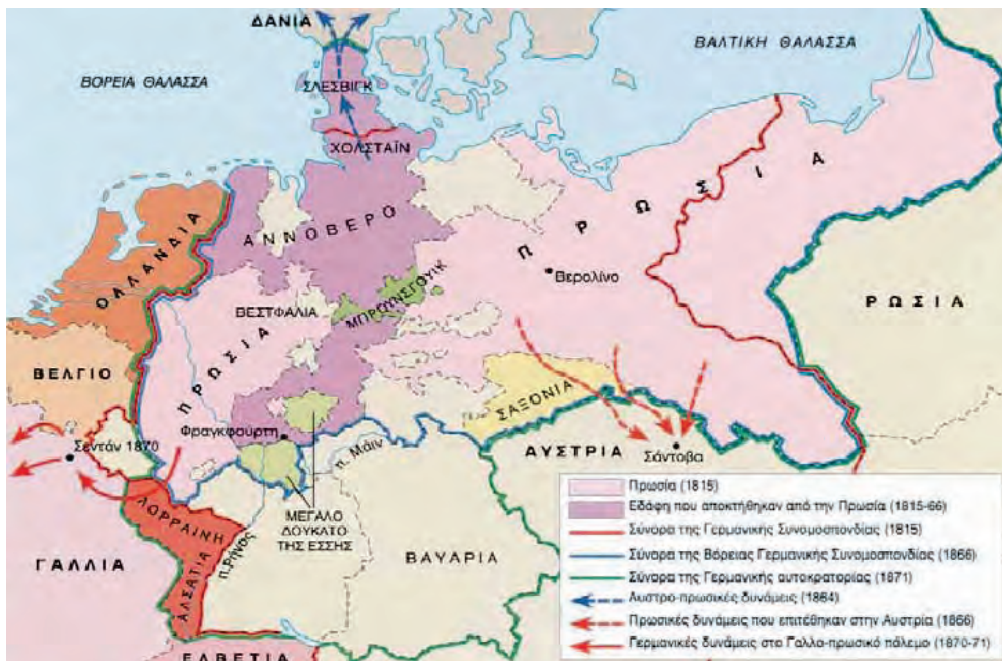 ΔΑΝΙΑ
ΒΟΡΕΙΑ ΘΑΛΑΣΣΑ
ΒΑΛΤΙΚΗ ΘΑΛΑΣΣΑ
ΣΛΕΣΒΙΓΚ
ΧΟΛΣΤΑΪΝ
ΟΛΛΑΝΔΙΑ
ΑΝΝΟΒΕΡΟ
ΠΡΩΣΙΑ
Βερολίνο
ΡΩΣΙΑ
ΒΕΣΤΦΑΛΙΑ
ΜΠΡΟΥΝΣΓΟΥΙΚ
ΠΡΩΣΙΑ
ΒΕΛΓΙΟ
ΣΑΞΟΝΙΑ
Φραγκφούρτη
Σεντάν 1870
π. Μάιν
ΑΥΣΤΡΙΑ
Σάντοβα
ΛΟΡΡΑΙΝΗ
ΜΕΓΑΛΟ
ΔΟΥΚΑΤΟ
ΤΗΣ ΕΣΣΗΣ
ΓΑΛΛΙΑ
ΑΛΣΑΤΙΑ
π.Ρήνος
ΒΑΥΑΡΙΑ
ΕΛΒΕΤΙΑ
Πρωσία (1815)
Εδάφη που αποκτήθηκαν από την Πρωσία (1815-66)
Σύνορα της Γερμανικής Συνομοσπονδίας (1815)
Σύνορα της Βόρειας Γερμανικής Συνομοσπονδίας (1866)
Σύνορα της Γερμανικής αυτοκρατορίας (1871)
Αυστρο-πρωσικές δυνάμεις (1864)
Πρωσικές δυνάμεις που επιτέθηκαν στην Αυστρία (1866)
Γερμανικές δυνάμεις στο Γαλλο-πρωσικό πόλεμο (1870-71)